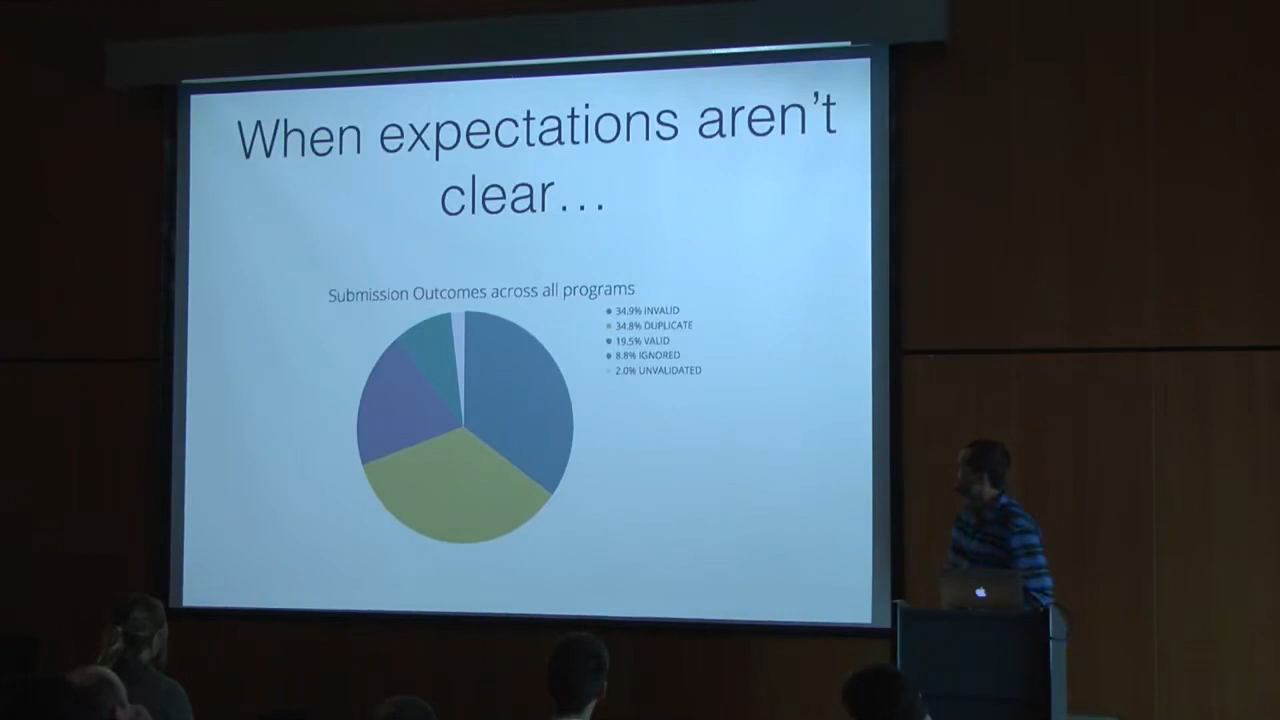 When expectations aren't
clear...
Submission Outcomes across all programs
34.9% INVALID
34.8% DUPLICATE
19.5% VALID
8.8% IGNORED
2.0% UNVALIDATED